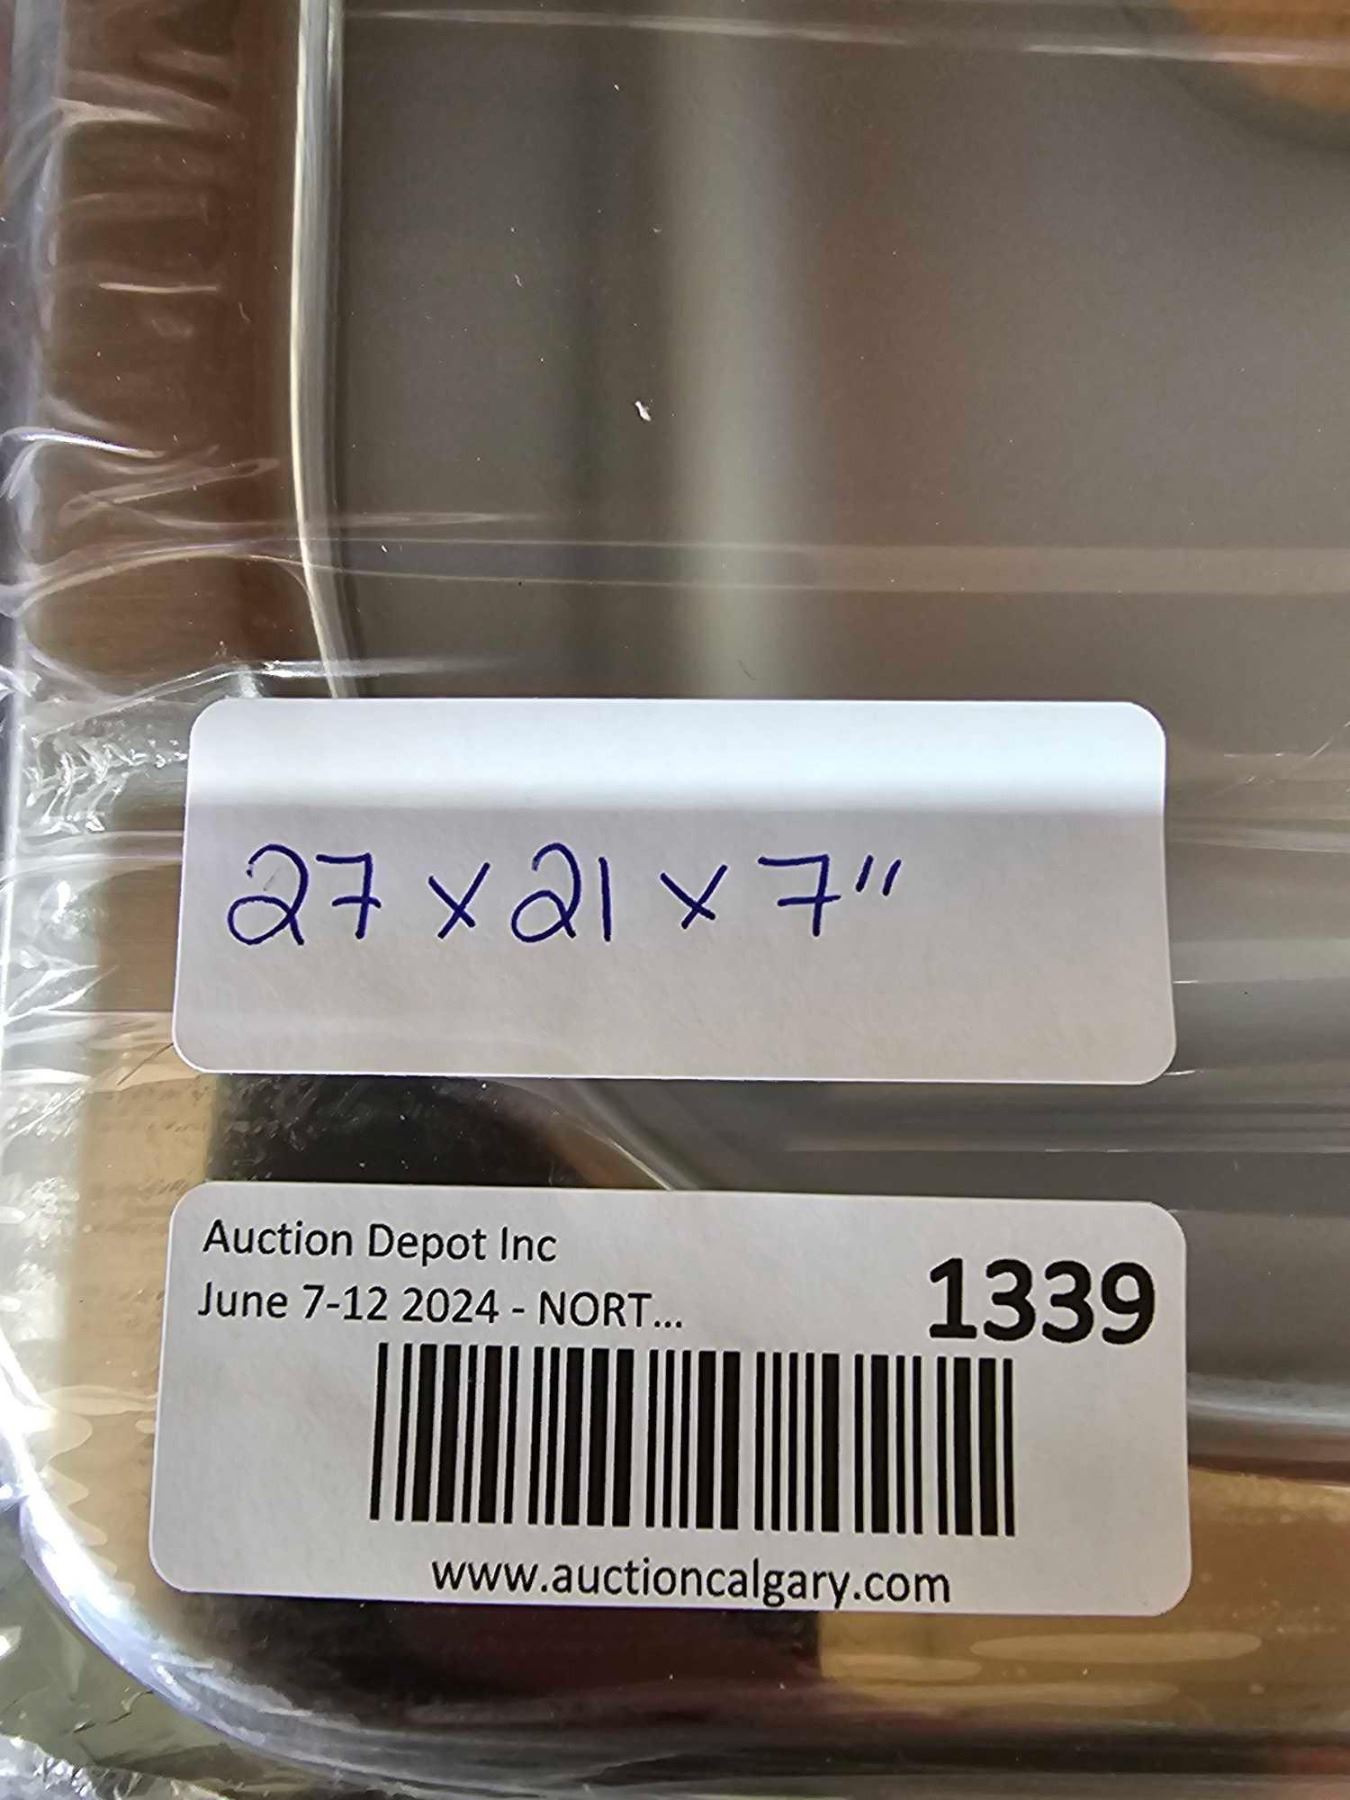 27 x 21 x 7"
Auction Depot Inc
June 7-12 2024 - NORT...
1339
www.auctioncalgary.com